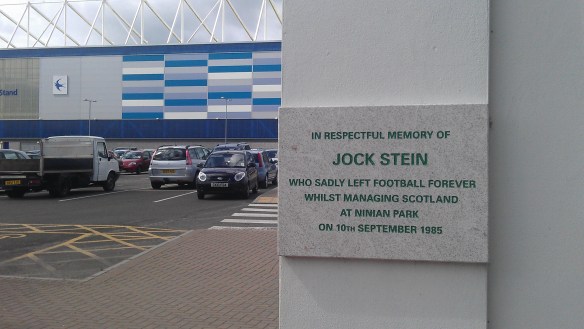 Stand
IN RESPECTFUL MEMORY OF
JOCK STEIN
WHO SADLY LEFT FOOTBALL FOREVER
WHILST MANAGING SCOTLAND
AT NINIAN PARK
ON 10TH SEPTEMBER 1985